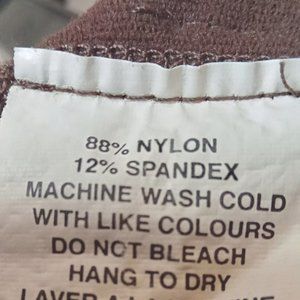 88% NYLON
12% SPANDEX
MACHINE WASH COLD
WITH LIKE COLOURS
DO NOT BLEACH
HANG TO DRY